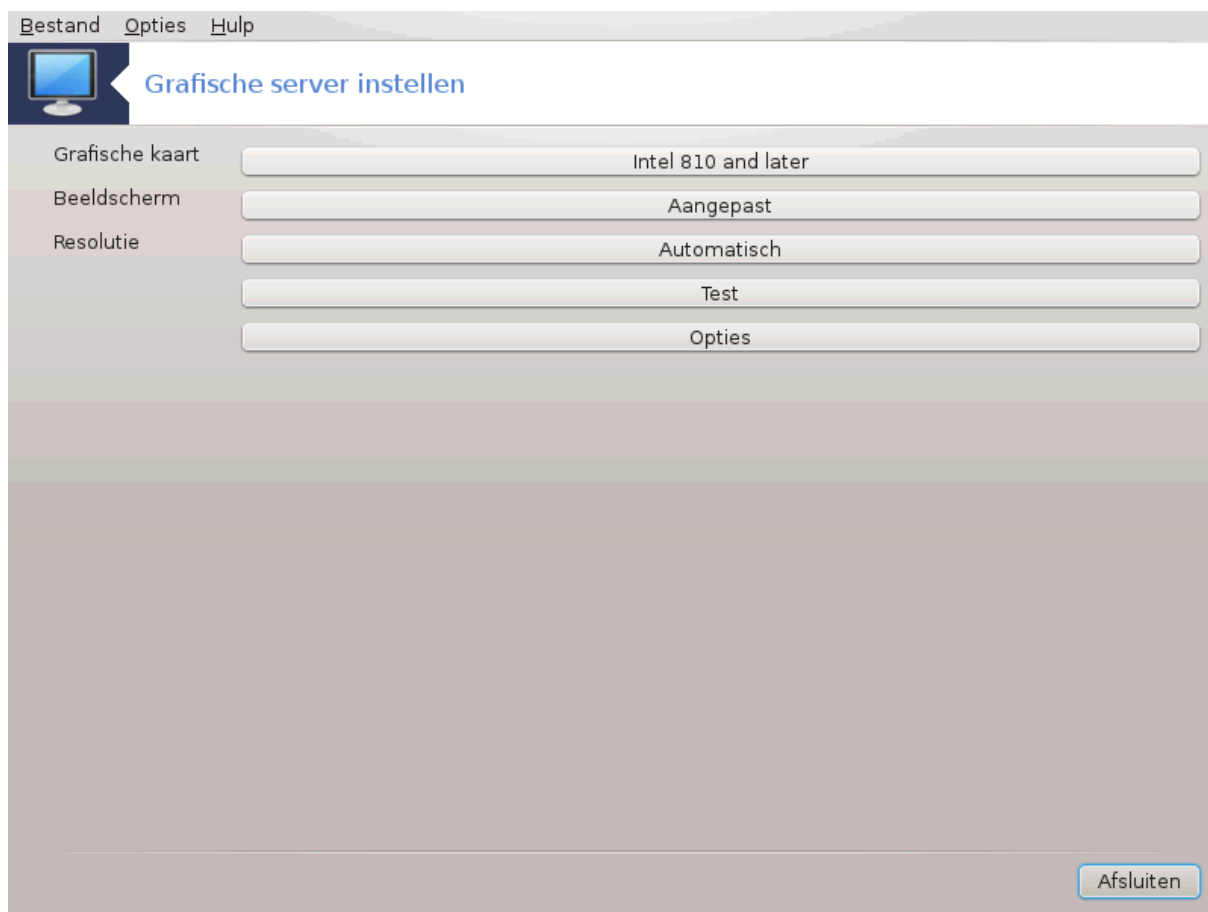 Bestand Opties Hulp
Grafische server instellen
Grafische kaart Intel 810 and later
Beeldscherm Aangepast
Resolutie Automatisch
Test
Opties
Afsluiten